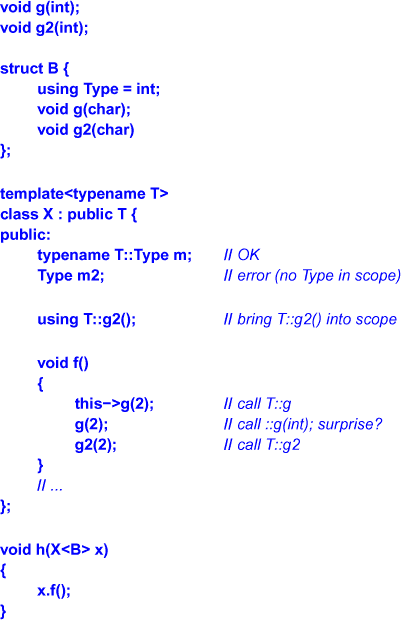 void g(int);
void g2(int);
struct B {
using Type = int;
void g(char);
void g2(char)
};
template<typename T>
class X : public T {
public:
typename T::Type m; // OK
Type m2; // error (no Type in scope)
using T::g2(); // bring T::g2() into scope
void f()
{
this−>g(2); // call T::g
g(2); // call ::g(int); surprise?
g2(2); // call T::g2
}
// ...
};
void h(X<B> x)
{
x.f();
}